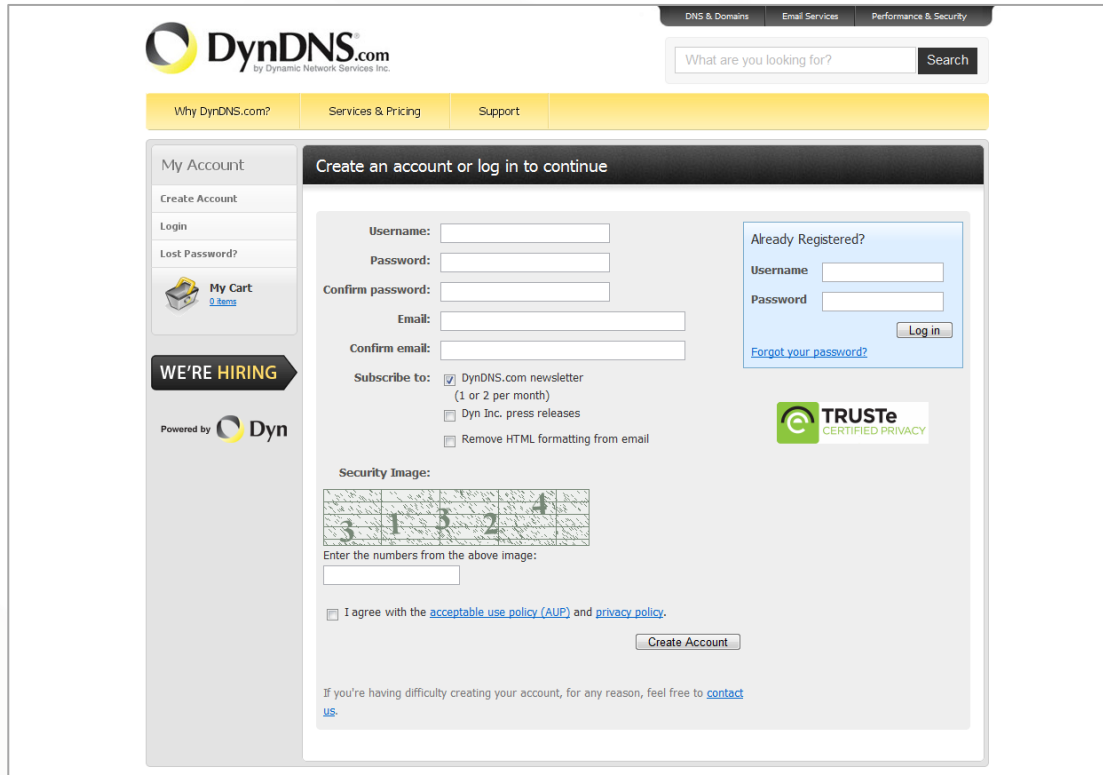 DNS & Domains
Email Services
Performance & Security
DynDNS.com
by Dynamic Network Services Inc.
What are you looking for?
Search
Why DynDNS.com?
Services & Pricing
Support
My Account
Create Account
Login
Lost Password?
My Cart
0 items
WE'RE HIRING
Powered by Dyn
Create an account or log in to continue
Username:
Password:
Confirm password:
Email:
Confirm email:
Subscribe to:
DynDNS.com newsletter
(1 or 2 per month)
Dyn Inc. press releases
Remove HTML formatting from email
Security Image:
3 1 3 2 4
Enter the numbers from the above image:
I agree with the acceptable use policy (AUP) and privacy policy.
Create Account
If you're having difficulty creating your account, for any reason, feel free to contact
us.
Already Registered?
Username
Password
Log in
Forgot your password?
TRUSTe
CERTIFIED PRIVACY